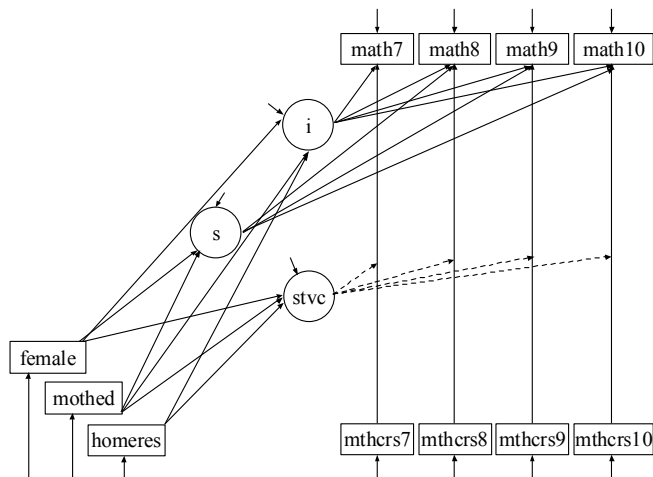 math7 math8 math9 math10
i
s
stvc
female
mothed
homeres
mthcrs7 mthcrs8 mthcrs9 mthcrs10